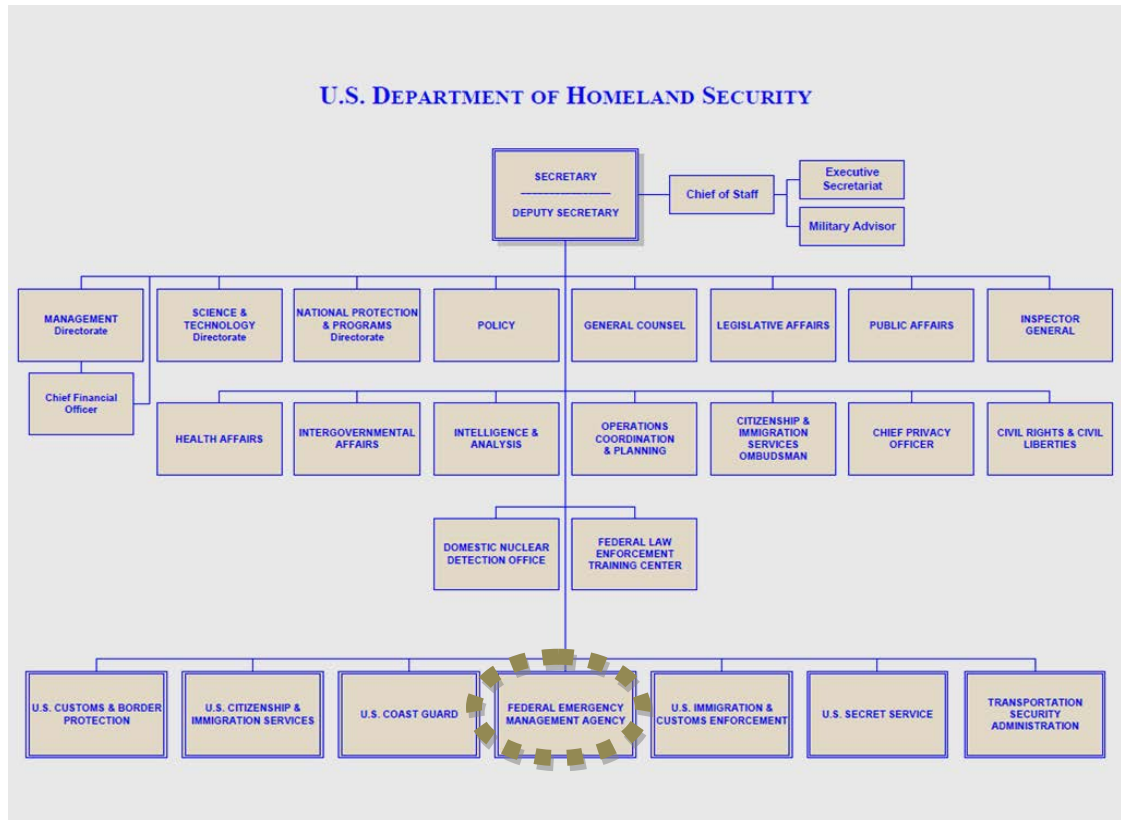 U.S. DEPARTMENT OF HOMELAND SECURITY
SECRETARY
DEPUTY SECRETARY
Chief of Staff
Executive
Secretariat
Military Advisor
MANAGEMENT
Directorate
SCIENCE &
TECHNOLOGY
Directorate
NATIONAL PROTECTION
& PROGRAMS
Directorate
POLICY
GENERAL COUNSEL
LEGISLATIVE AFFAIRS
PUBLIC AFFAIRS
INSPECTOR
GENERAL
Chief Financial
Officer
HEALTH AFFAIRS
INTERGOVERNMENTAL
AFFAIRS
INTELLIGENCE &
ANALYSIS
OPERATIONS
COORDINATION
& PLANNING
CITIZENSHIP &
IMMIGRATION
SERVICES
OMBUDSMAN
CHIEF PRIVACY
OFFICER
CIVIL RIGHTS & CIVIL
LIBERTIES
DOMESTIC NUCLEAR
DETECTION OFFICE
FEDERAL LAW
ENFORCEMENT
TRAINING CENTER
U.S. CUSTOMS & BORDER
PROTECTION
U.S. CITIZENSHIP &
IMMIGRATION SERVICES
U.S. COAST GUARD
FEDERAL EMERGENCY
MANAGEMENT AGENCY
U.S. IMMIGRATION &
CUSTOMS ENFORCEMENT
U.S. SECRET SERVICE
TRANSPORTATION
SECURITY
ADMINISTRATION